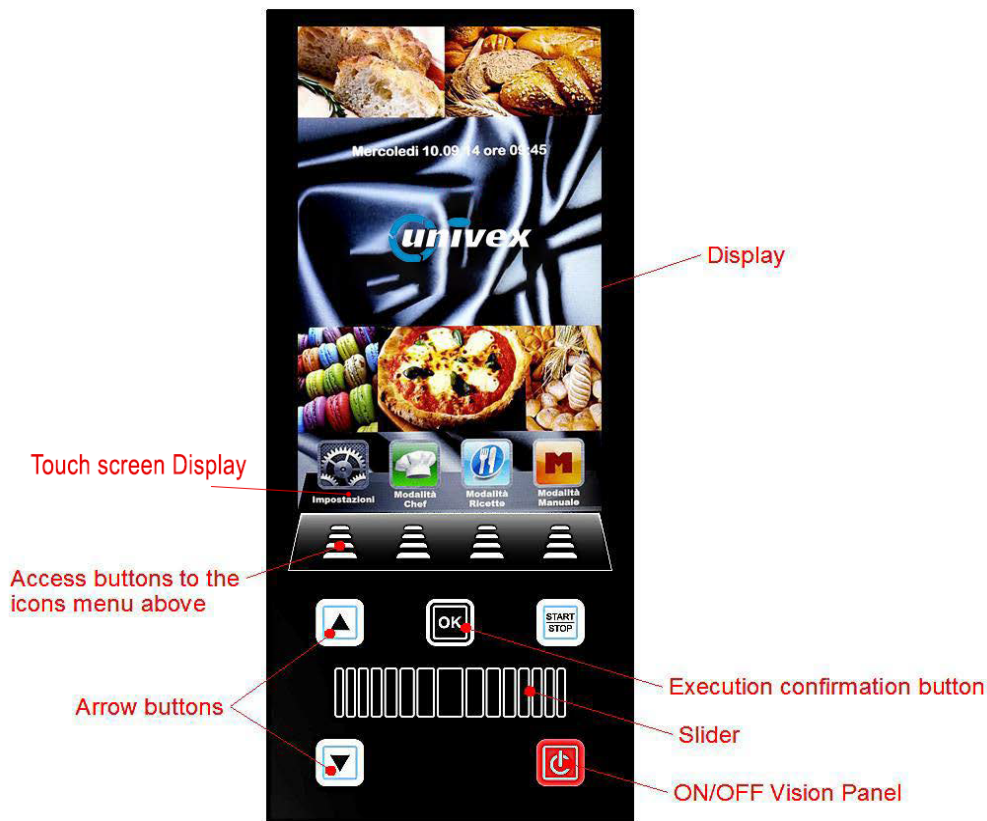 Mercoledi 10.09.14 ore 09:45
univex
Display
Touch screen Display
Impostazioni
Modalità
Chef
Modalità
Ricette
M
Modalità
Manuale
Access buttons to the
icons menu above
OK
START
STOP
Execution confirmation button
Arrow buttons
Slider
ON/OFF Vision Panel